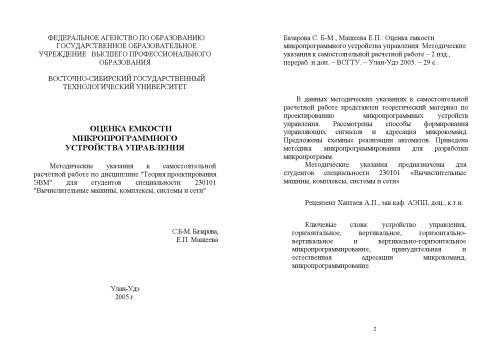 ФЕДЕРАЛЬНОЕ АГЕНСТВО ПО ОБРАЗОВАНИЮ
ГОСУДАРСТВЕННОЕ ОБРАЗОВАТЕЛЬНОЕ
УЧРЕЖДЕНИЕ ВЫСШЕГО ПРОФЕССИОНАЛЬНОГО
ОБРАЗОВАНИЯ
ВОСТОЧНО-СИБИРСКИЙ ГОСУДАРСТВЕННЫЙ
ТЕХНОЛОГИЧЕСКИЙ УНИВЕРСИТЕТ
ОЦЕНКА ЕМКОСТИ
МИКРОПРОГРАММНОГО
УСТРОЙСТВА УПРАВЛЕНИЯ
Методические указания к самостоятельной
расчётной работе по дисциплине "Теория проектирования
ЭВМ" для студентов специальности 230101
"Вычислительные машины, комплексы, системы и сети"
С.Б-М. Базарова,
Е.П. Машеева
Улан-Удэ
2005 г.
Базарова С. Б-М., Машеева Е.П.: Оценка емкости
микропрограммного устройства управления: Методические
указания к самостоятельной расчетной работе – 2 изд.,
перераб. и доп. – ВСГТУ. – Улан-Удэ 2005. – 29 с.
В данных методических указаниях к самостоятельной
расчетной работе представлен теоретический материал по
проектированию микропрограммных устройств
управления. Рассмотрены способы формирования
управляющих сигналов и адресация микрокоманд.
Предложены схемные реализации автоматов. Приведена
методика микропрограммирования для разработки
микропрограмм.
Методические указания предназначены для
студентов специальности 230101 «Вычислительные
машины, комплексы, системы и сети»
Рецензент Хаптаев А.П., зав.каф. АЭПП, доц., к.т.н.
Ключевые слова: устройство управления,
горизонтальное, вертикальное, горизонтально-
вертикальное и вертикально-горизонтальное
микропрограммирование, принудительная и
естественная адресации микрокоманд,
микропрограммирование.
2